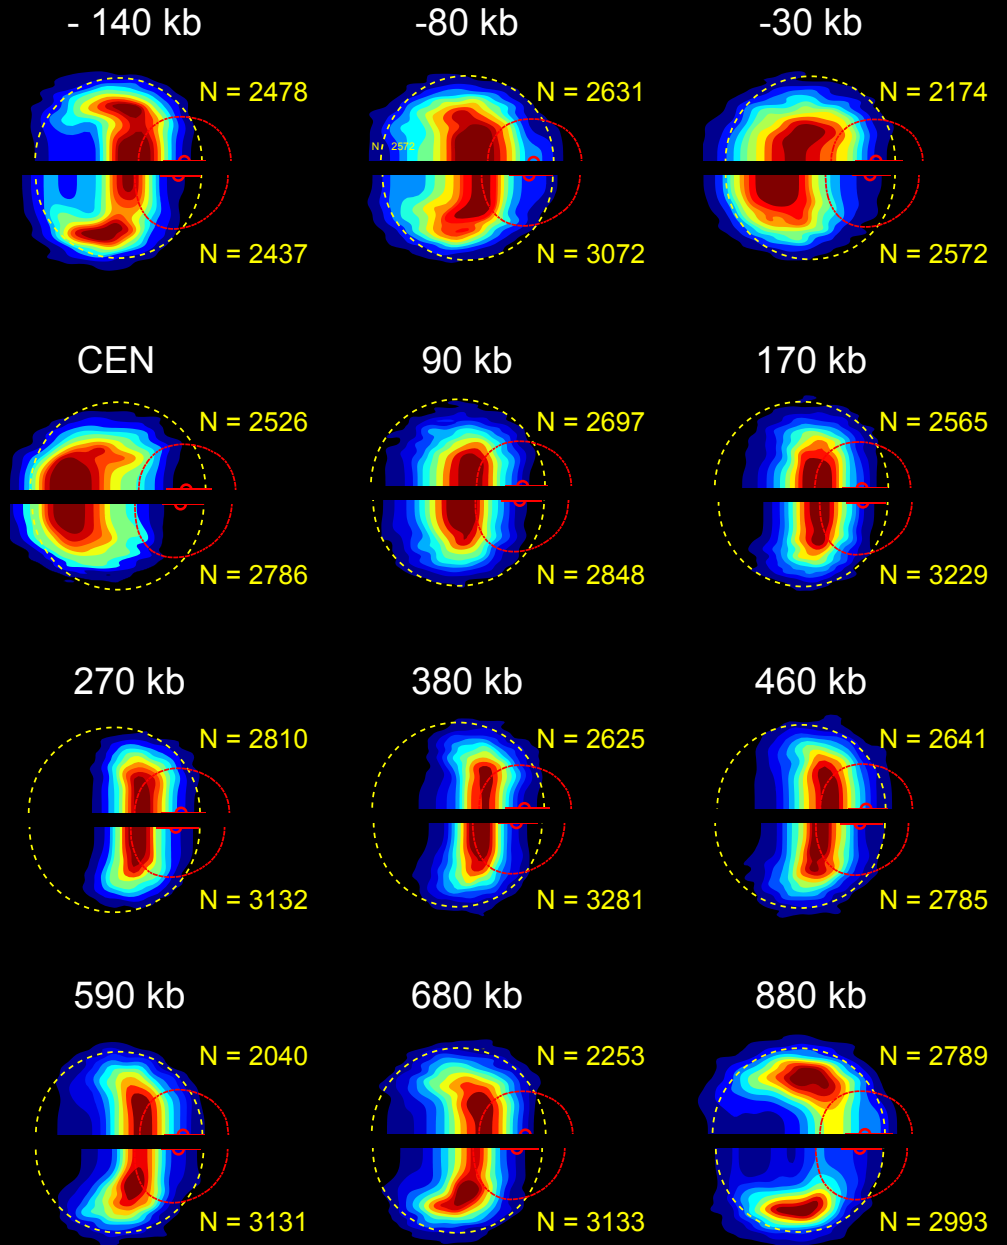 - 140 kb
-80 kb
-30 kb
N = 2478
N = 2631
N = 2174
N 2572
N = 2437
N = 3072
N = 2572
CEN
90 kb
170 kb
N = 2526
N = 2697
N = 2565
N = 2786
N = 2848
N = 3229
270 kb
380 kb
460 kb
N = 2810
N = 2625
N = 2641
N = 3132
N = 3281
N = 2785
590 kb
680 kb
880 kb
N = 2040
N = 2253
N = 2789
N = 3131
N = 3133
N = 2993